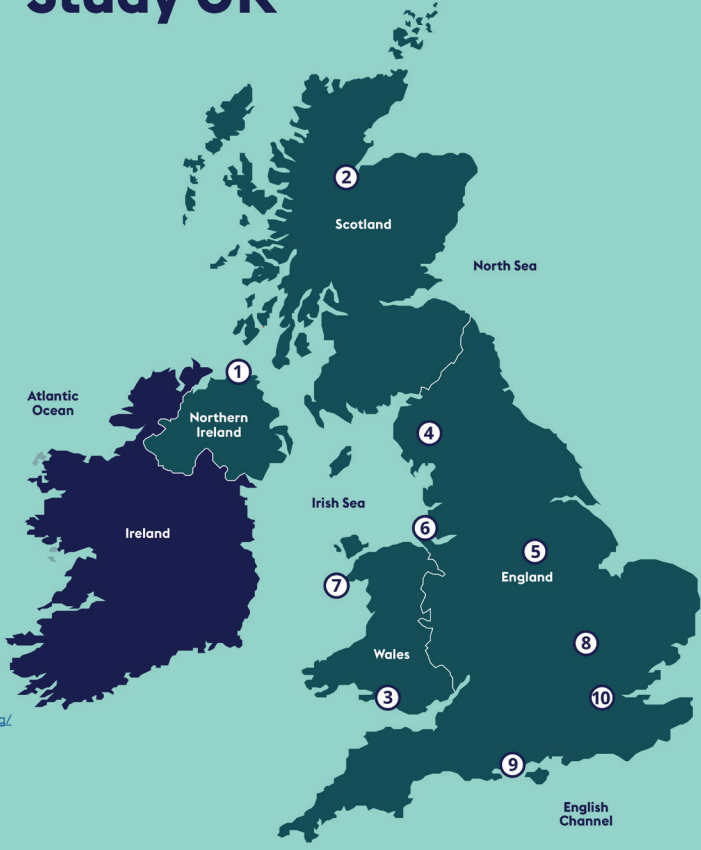 Study UK
2
Scotland
North Sea
1
Atlantic
Ocean
Northern
Ireland
4
Irish Sea
6
Ireland
5
England
7
8
Wales
3
10
g/
9
English
Channel